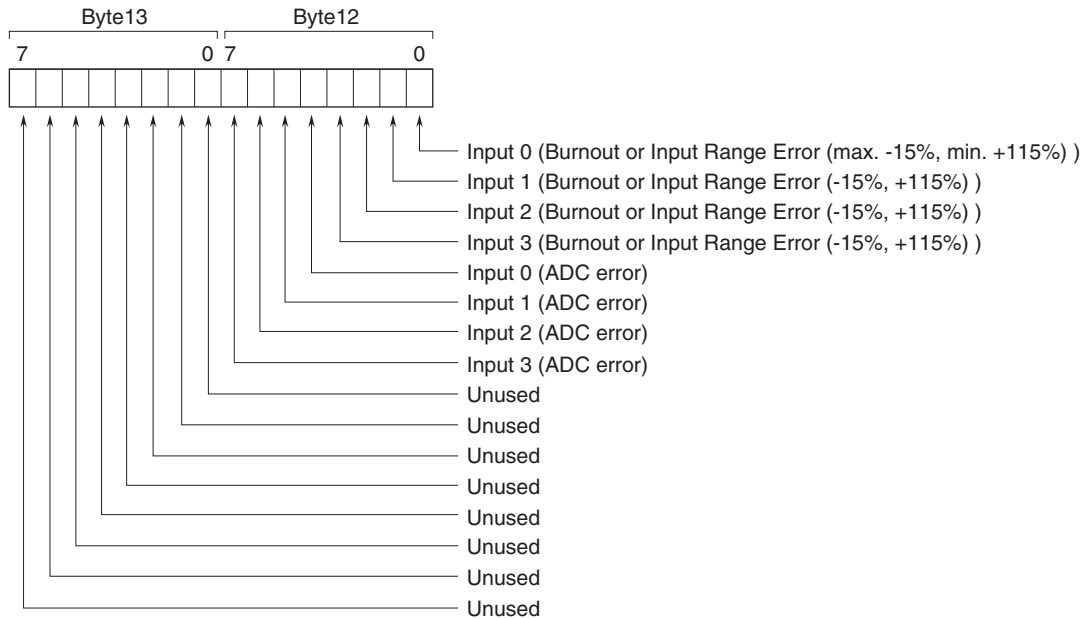 Byte13 Byte12
7 0 7 0
Input 0 (Burnout or Input Range Error (max. -15%, min. +115%) )
Input 1 (Burnout or Input Range Error (-15%, +115%) )
Input 2 (Burnout or Input Range Error (-15%, +115%) )
Input 3 (Burnout or Input Range Error (-15%, +115%) )
Input 0 (ADC error)
Input 1 (ADC error)
Input 2 (ADC error)
Input 3 (ADC error)
Unused
Unused
Unused
Unused
Unused
Unused
Unused
Unused